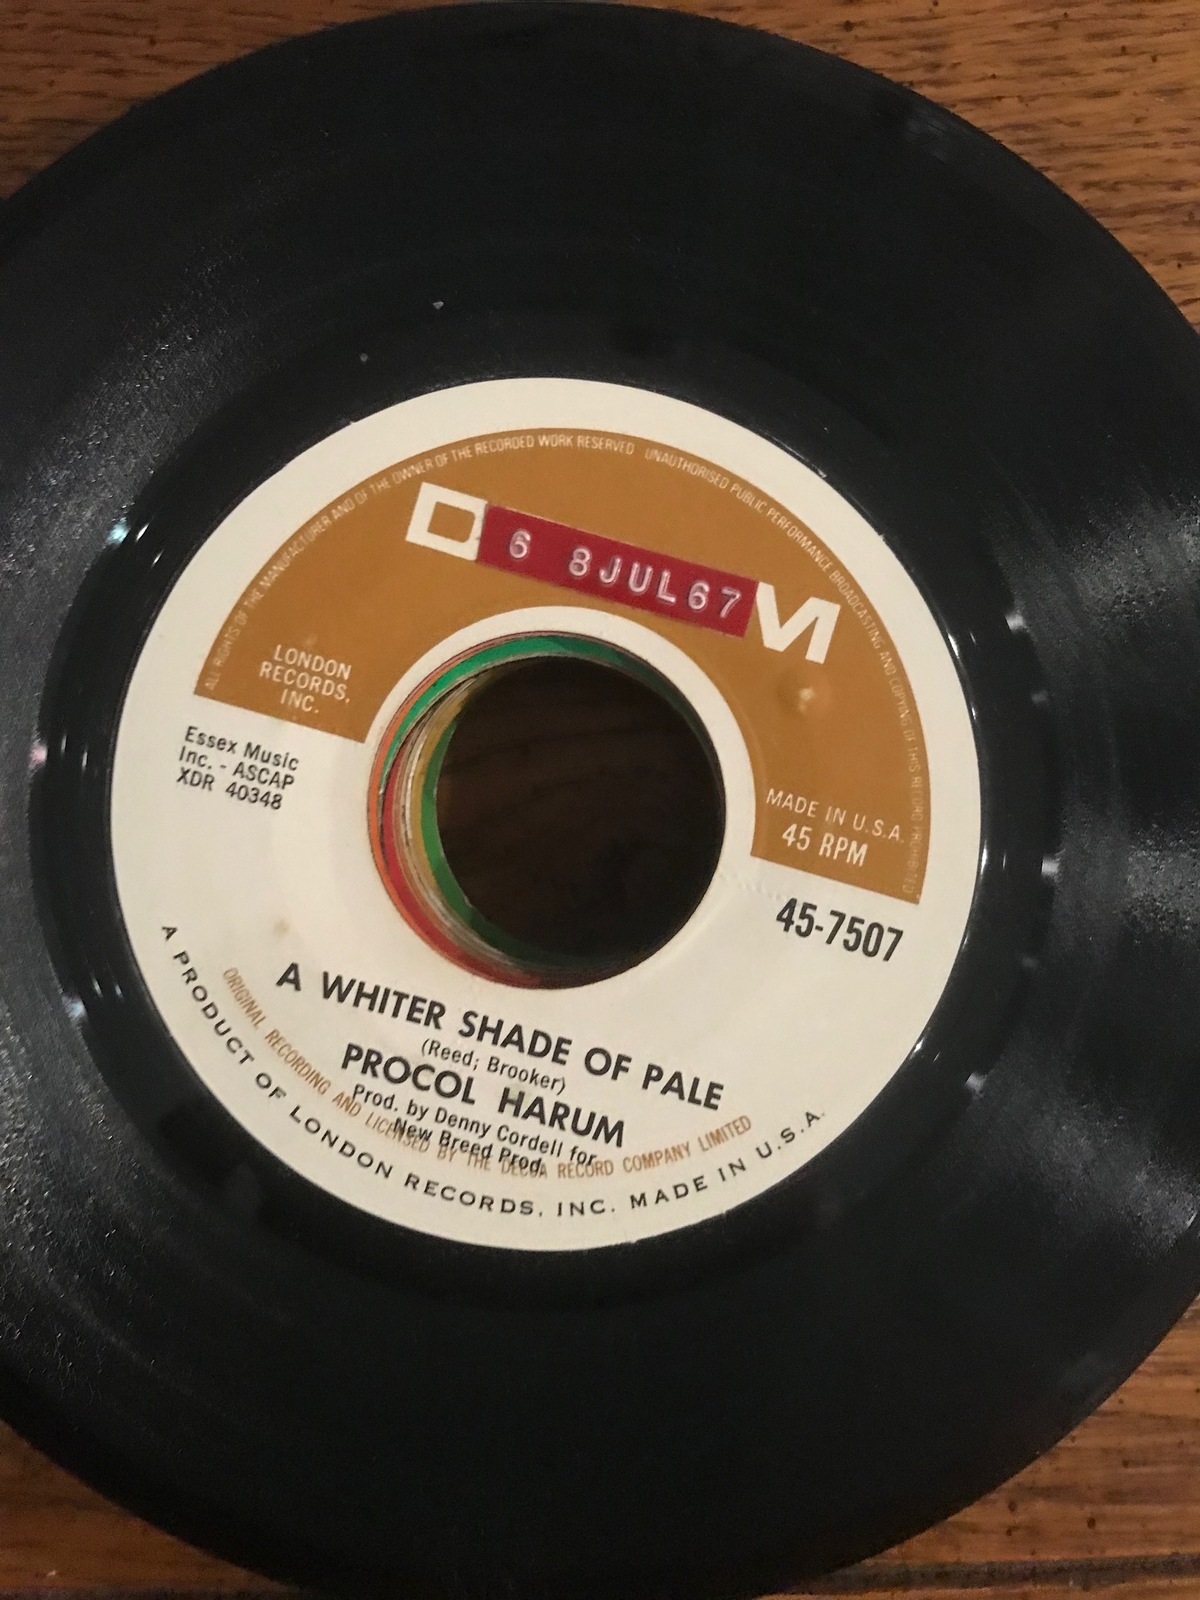 ALL RIGHTS OF THE MANUFACTURER AND OF THE OWNER OF THE RECORDED WORK RESERVED UNAUTHORISED PUBLIC PERFORMANCE BROADCASTING AND COPYING OF THIS RECORD PROHIBITED
D 6 8JUL67 M
LONDON
RECORDS,
INC.
Essex Music
Inc. - ASCAP
XDR 40348
MADE IN U.S.A.
45 RPM
45-7507
A WHITER SHADE OF PALE
(Reed; Brooker)
PROCOL HARUM
Prod. by Denny Cordell for
New Breed Prod.
ORIGINAL RECORDING AND LICENSED BY THE DECCA RECORD COMPANY LIMITED
A PRODUCT OF LONDON RECORDS, INC. MADE IN U.S.A.